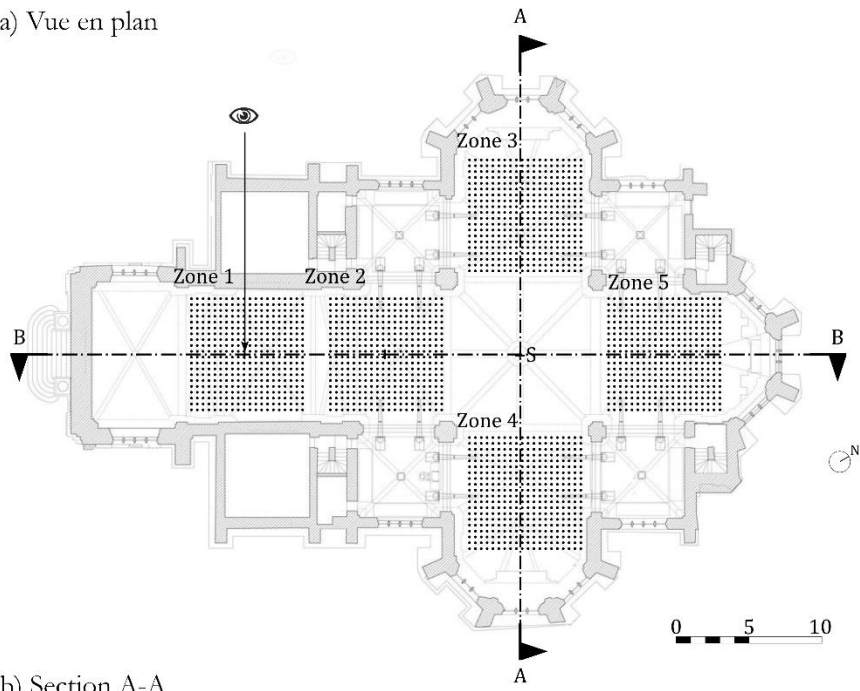 a) Vue en plan
A
Zone 3
Zone 1
Zone 2
Zone 5
B
B
S
Zone 4
N
0 5 10
A
b) Section A-A